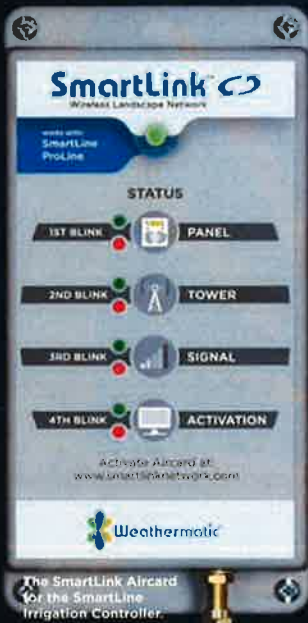 SmartLink™
Wireless Landscape Network
works with:
SmartLine
ProLine
STATUS
1ST BLINK PANEL
2ND BLINK TOWER
3RD BLINK SIGNAL
4TH BLINK ACTIVATION
Activate Aircard at:
www.smartlinknetwork.com
Weathermatic
The SmartLink Aircard
for the SmartLine
Irrigation Controller.